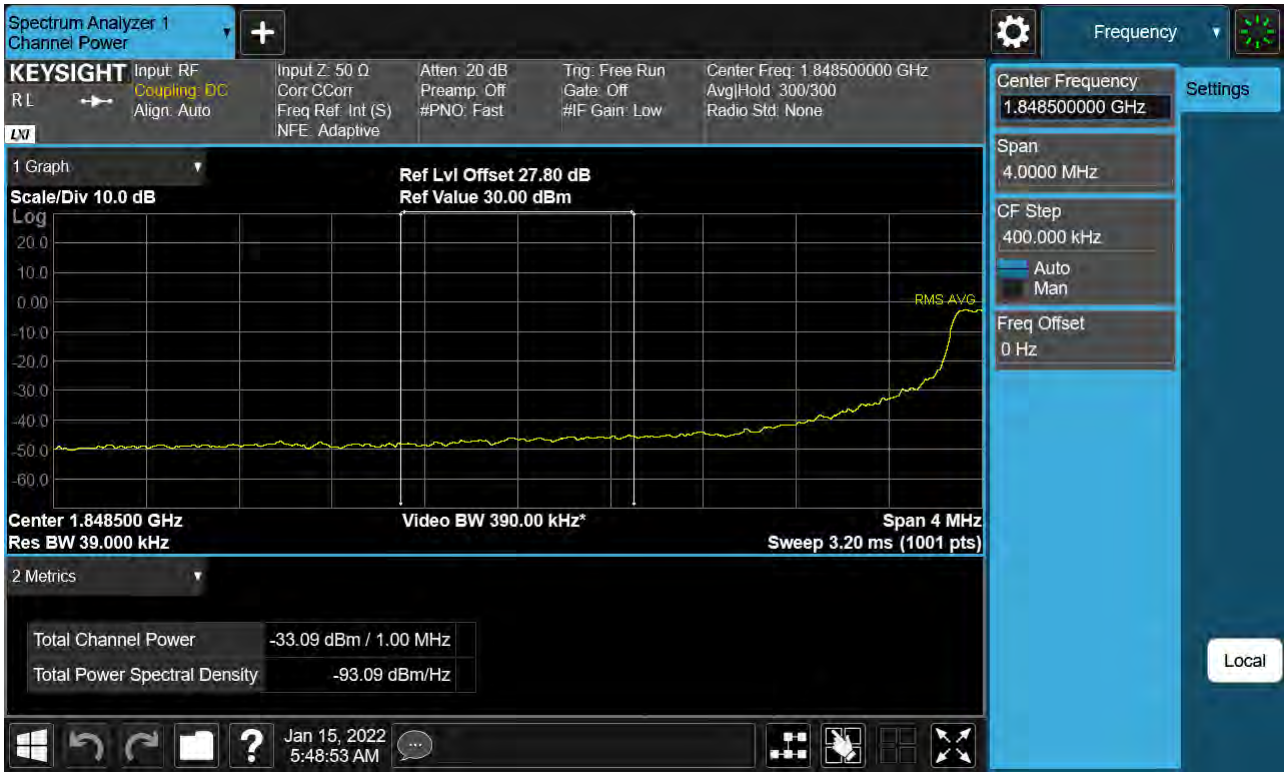 Spectrum Analyzer 1
Channel Power
+
Frequency
KEYSIGHT
RL
LXI
Input: RF
Coupling: DC
Align: Auto
Input Z: 50 Ω
Corr CCorr
Freq Ref: Int (S)
NFE: Adaptive
Atten: 20 dB
Preamp: Off
#PNO: Fast
Trig: Free Run
Gate: Off
#IF Gain: Low
Center Freq: 1.848500000 GHz
Avg|Hold: 300/300
Radio Std: None
Center Frequency
1.848500000 GHz
Settings
Span
4.0000 MHz
CF Step
400.000 kHz
Auto
Man
Freq Offset
0 Hz
Local
1 Graph
Scale/Div 10.0 dB
Ref Lvl Offset 27.80 dB
Ref Value 30.00 dBm
Log
20.0
10.0
0.00
-10.0
-20.0
-30.0
-40.0
-50.0
-60.0
RMS AVG
Center 1.848500 GHz
Res BW 39.000 kHz
Video BW 390.00 kHz*
Span 4 MHz
Sweep 3.20 ms (1001 pts)
2 Metrics
Total Channel Power -33.09 dBm / 1.00 MHz
Total Power Spectral Density -93.09 dBm/Hz
?
Jan 15, 2022
5:48:53 AM